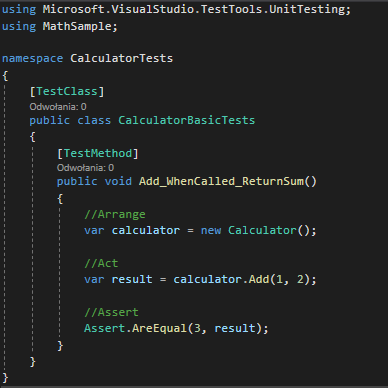 using Microsoft.VisualStudio.TestTools.UnitTesting;
using MathSample;
namespace CalculatorTests
{
[TestClass]
Odwołania: 0
public class CalculatorBasicTests
{
[TestMethod]
Odwołania: 0
public void Add_WhenCalled_ReturnSum()
{
//Arrange
var calculator = new Calculator();
//Act
var result = calculator.Add(1, 2);
//Assert
Assert.AreEqual(3, result);
}
}
}